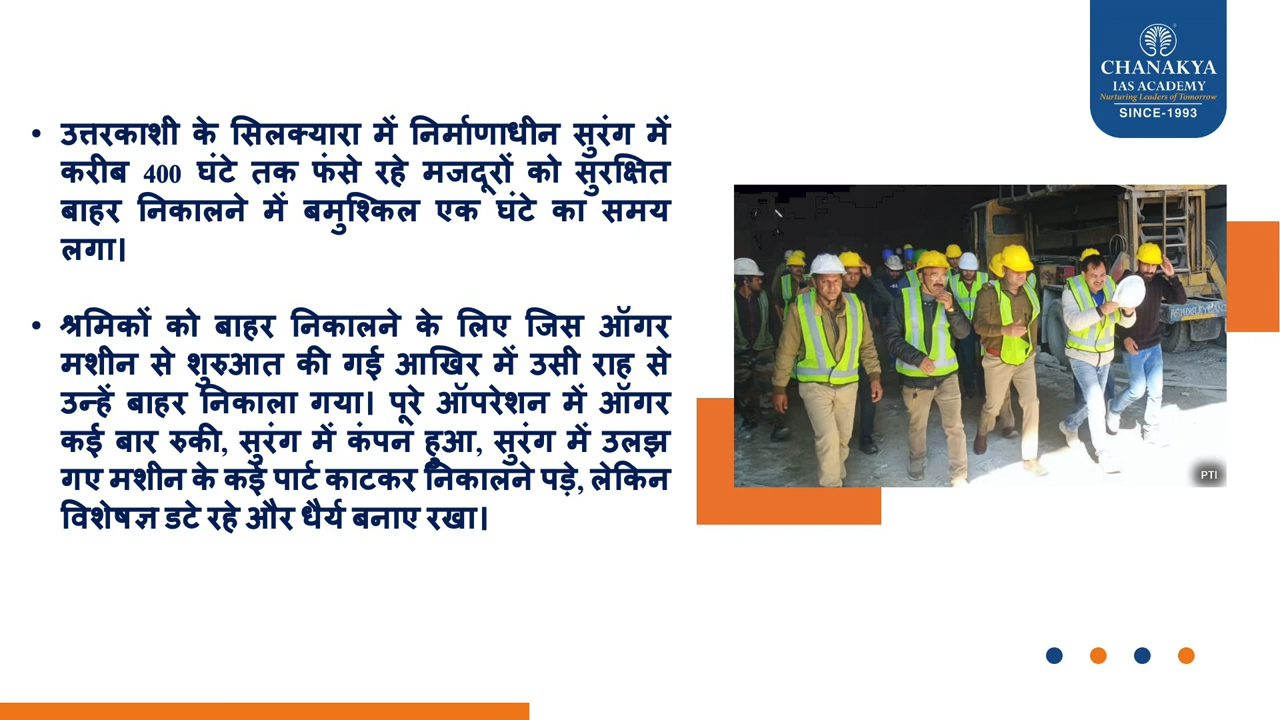 CHANAKYA
IAS ACADEMY
Nurturing Leaders of Tomorrow
SINCE-1993
• उत्तरकाशी के सिलक्यारा में निर्माणाधीन सुरंग में
करीब 400 घंटे तक फंसे रहे मजदूरों को सुरक्षित
बाहर निकालने में बमुश्किल एक घंटे का समय
लगा।
• श्रमिकों को बाहर निकालने के लिए जिस ऑगर
मशीन से शुरुआत की गई आखिर में उसी राह से
उन्हें बाहर निकाला गया। पूरे ऑपरेशन में ऑगर
कई बार रुकी, सुरंग में कंपन हुआ, सुरंग में उलझ
गए मशीन के कई पार्ट काटकर निकालने पड़े, लेकिन
विशेषज्ञ डटे रहे और धैर्य बनाए रखा।
PTI